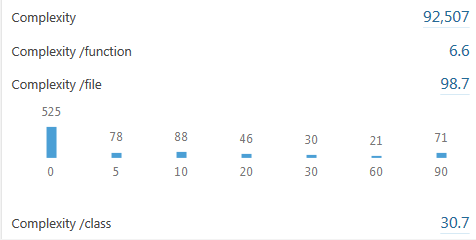 Complexity 92,507
Complexity /function 6.6
Complexity /file 98.7
525 78 88 46 30 21 71
0 5 10 20 30 60 90
Complexity /class 30.7